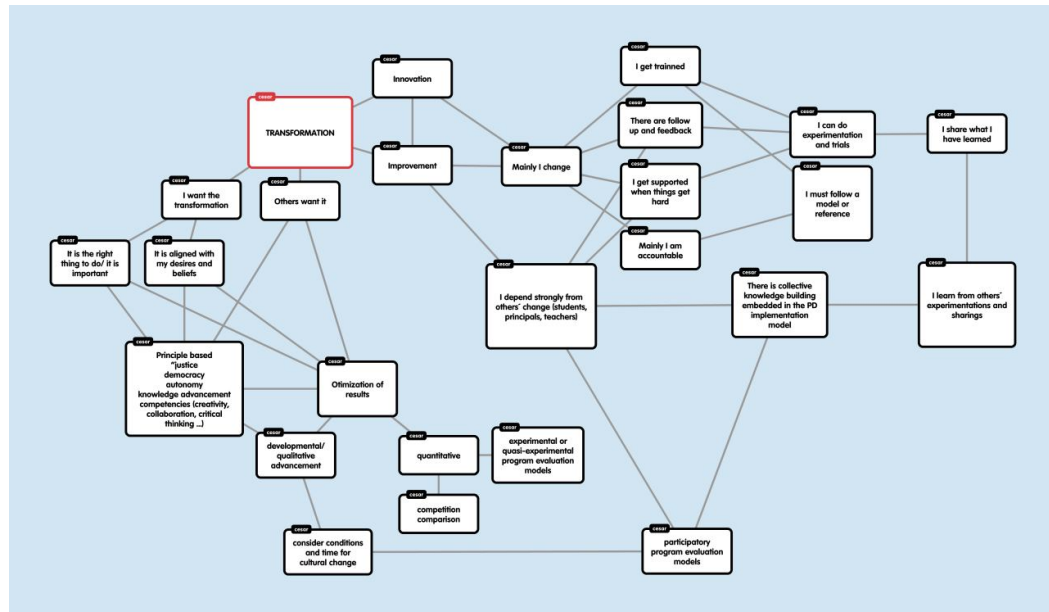 cesar
TRANSFORMATION
cesar
Innovation
cesar
Improvement
cesar
Mainly I change
cesar
I get trainned
cesar
There are follow
up and feedback
cesar
I get supported
when things get
hard
cesar
Mainly I am
accountable
cesar
I can do
experimentation
and trials
cesar
I must follow a
model or
reference
cesar
I share what I
have learned
cesar
I want the
transformation
cesar
Others want it
cesar
It is the right
thing to do/ it is
important
cesar
It is aligned with
my desires and
beliefs
cesar
I depend strongly from
others´ change (students,
principals, teachers)
cesar
There is collective
knowledge building
embedded in the PD
implementation
model
cesar
I learn from others´
experimentations and
sharings
cesar
Principle based
"justice
democracy
autonomy
knowledge advancement
competencies (creativity,
collaboration, critical
thinking ...)
cesar
Otimization of
results
cesar
developmental/
qualitative
advancement
cesar
quantitative
cesar
experimental or
quasi-experimental
program evaluation
models
cesar
competition
comparison
cesar
consider conditions
and time for
cultural change
cesar
participatory
program evaluation
models